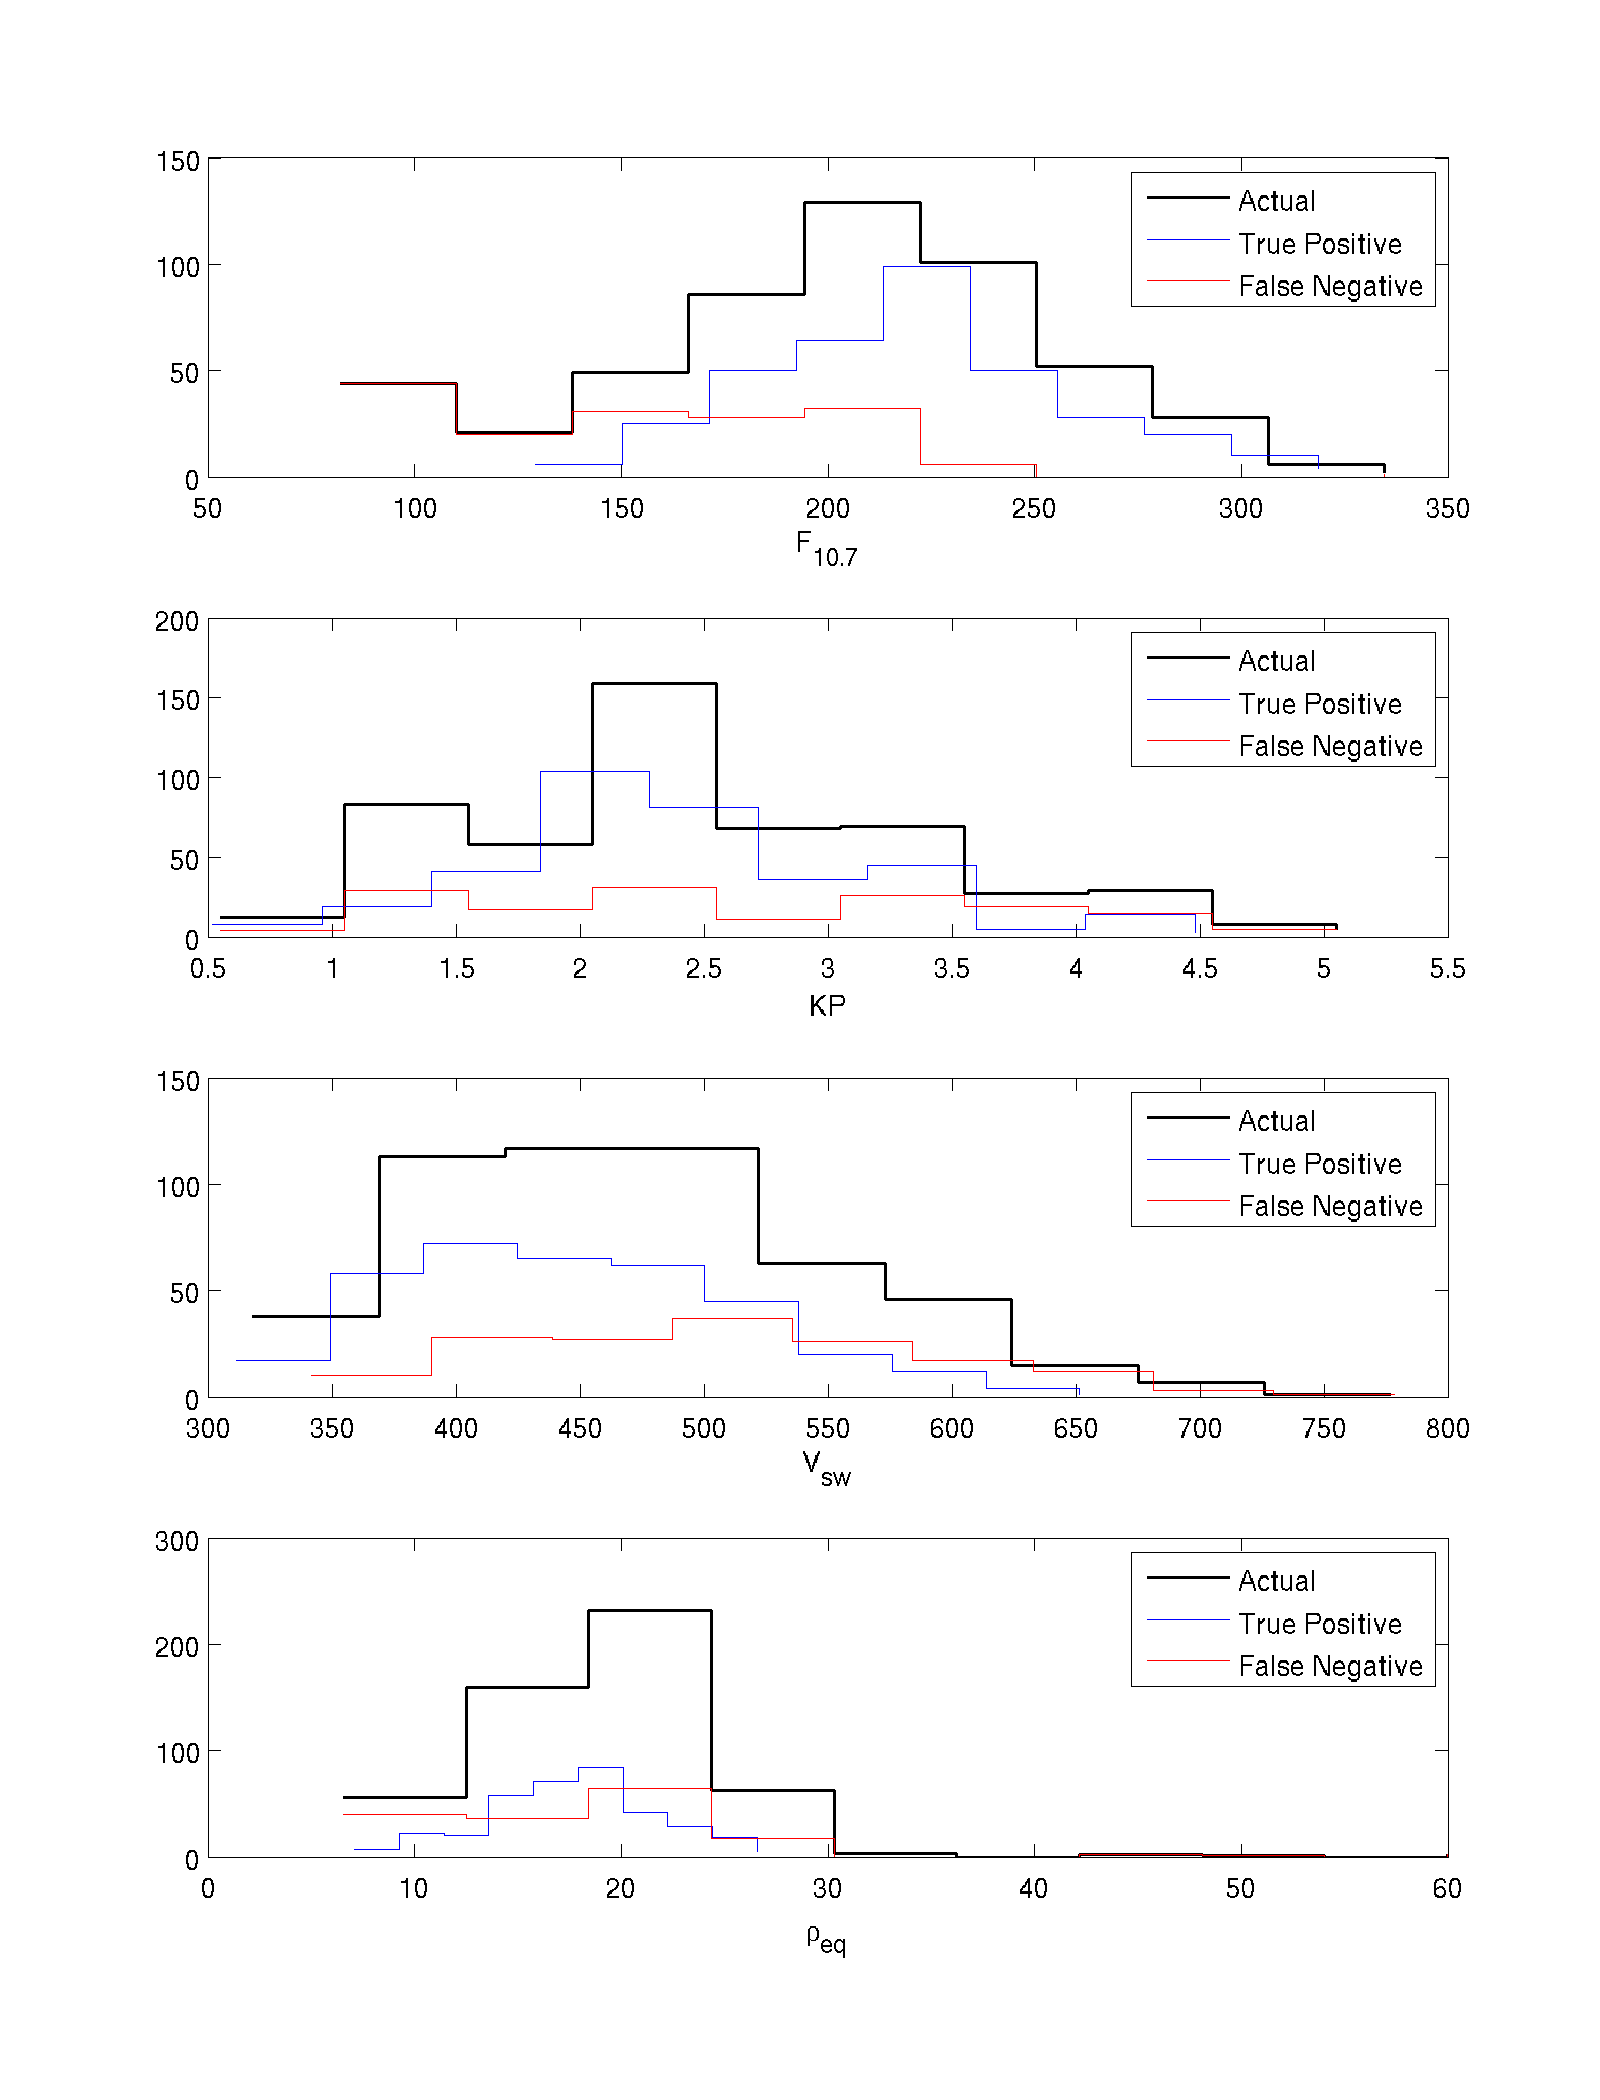 150
100
50
0
50 100 150 200 250 300 350
F10.7
Actual
True Positive
False Negative
200
150
100
50
0
0.5 1 1.5 2 2.5 3 3.5 4 4.5 5 5.5
KP
Actual
True Positive
False Negative
150
100
50
0
300 350 400 450 500 550 600 650 700 750 800
Vsw
Actual
True Positive
False Negative
300
200
100
0
0 10 20 30 40 50 60
ρeq
Actual
True Positive
False Negative